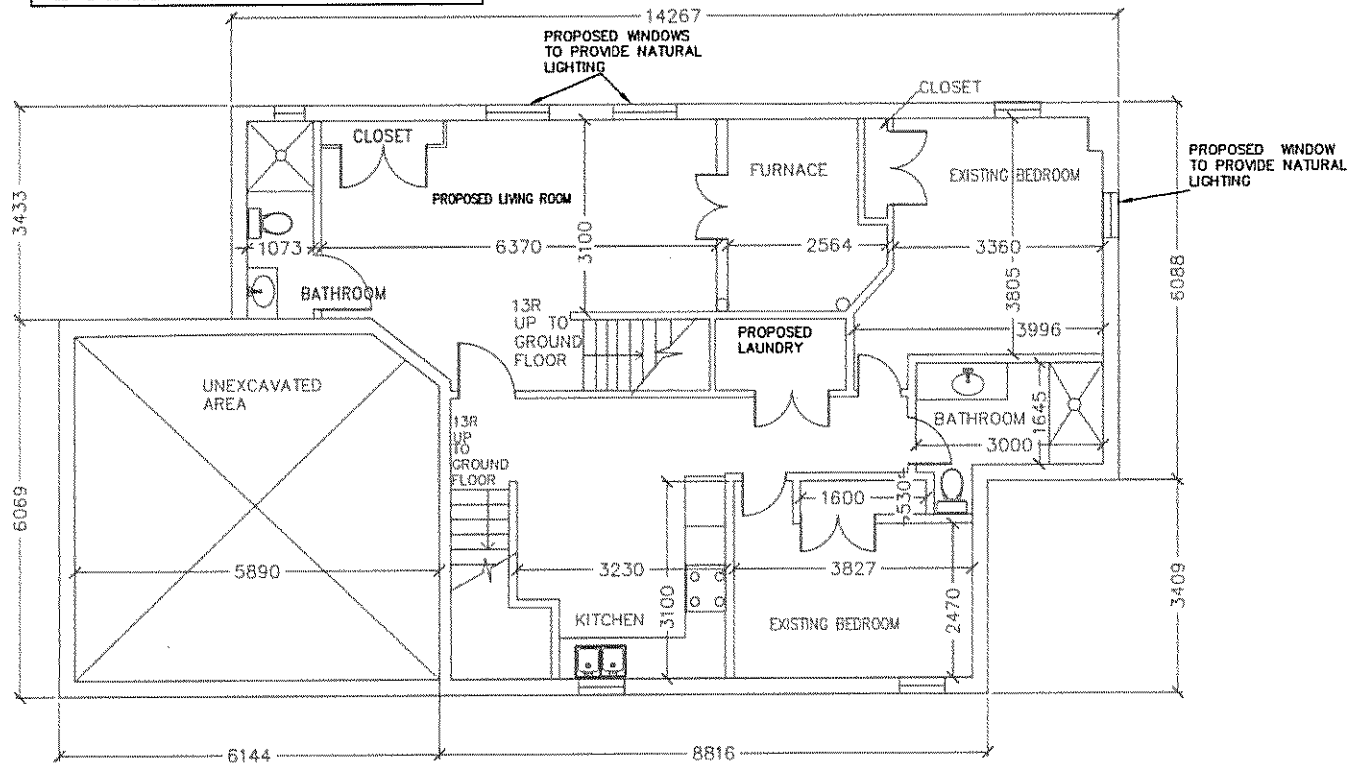 14267
PROPOSED WINDOWS
TO PROVIDE NATURAL
LIGHTING
CLOSET
PROPOSED WINDOW
TO PROVIDE NATURAL
LIGHTING
CLOSET
FURNACE
EXISTING BEDROOM
PROPOSED LIVING ROOM
3433
1073
6370
3100
2564
3360
3805
6088
BATHROOM
13R
UP TO
GROUND
FLOOR
PROPOSED
LAUNDRY
3996
UNEXCAVATED
AREA
BATHROOM
1645
3000
13R
UP
TO
GROUND
FLOOR
1600
530
6069
5890
3230
3827
3100
2470
3409
KITCHEN
EXISTING BEDROOM
6144
8816